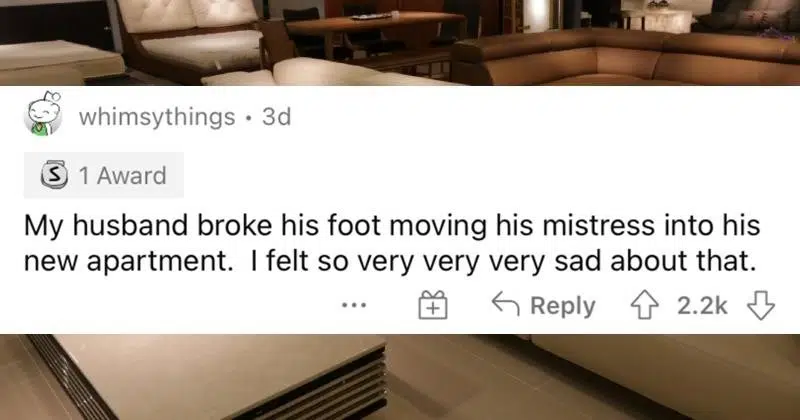 whimsythings • 3d
S 1 Award
My husband broke his foot moving his mistress into his
new apartment. I felt so very very very sad about that.
... Reply 2.2k